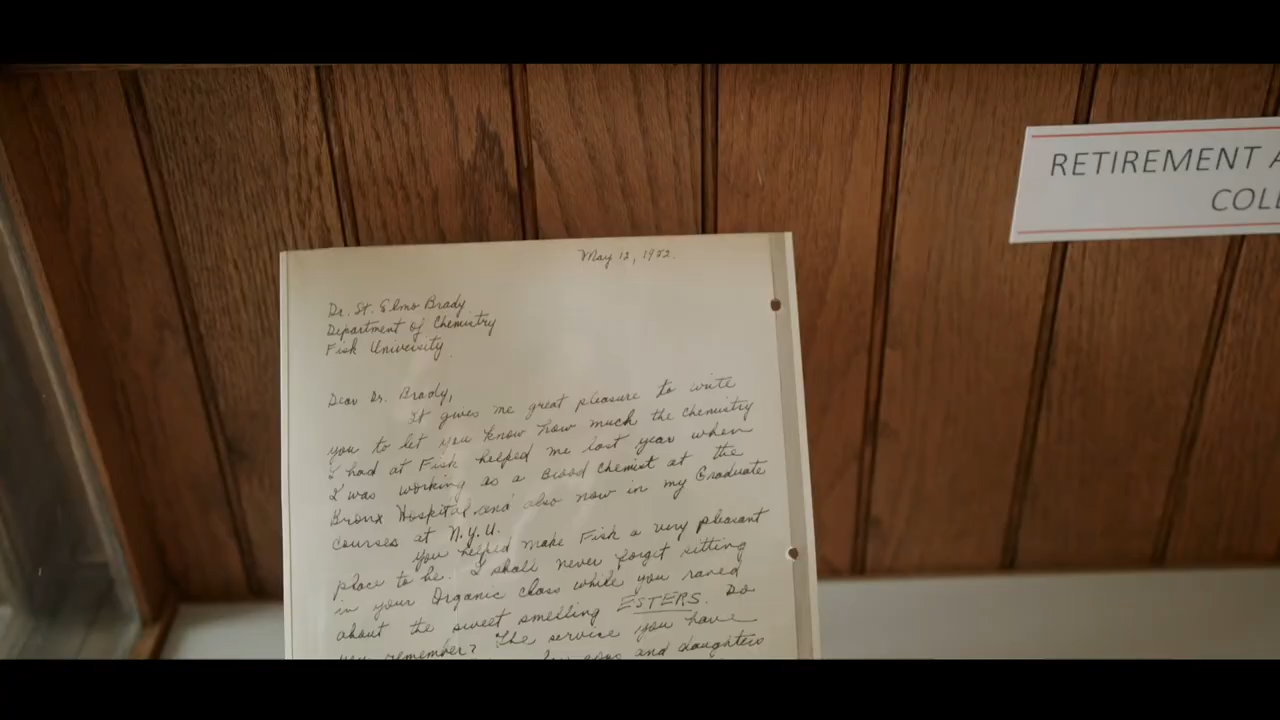 May 12, 1952.
Dr. St. Elmo Brady
Department of Chemistry
Fisk University
Dear Dr. Brady,
It gives me great pleasure to write
you to let you know how much the chemistry
I had at Fisk helped me last year when
I was working as a Blood Chemist at the
Bronx Hospital and also now in my Graduate
courses at N.Y.U.
You helped make Fisk a very pleasant
place to be. I shall never forget sitting
in your Organic class while you raved
about the sweet smelling ESTERS. Do
you remember? The service you have
sons and daughters
RETIREMENT A
COLL